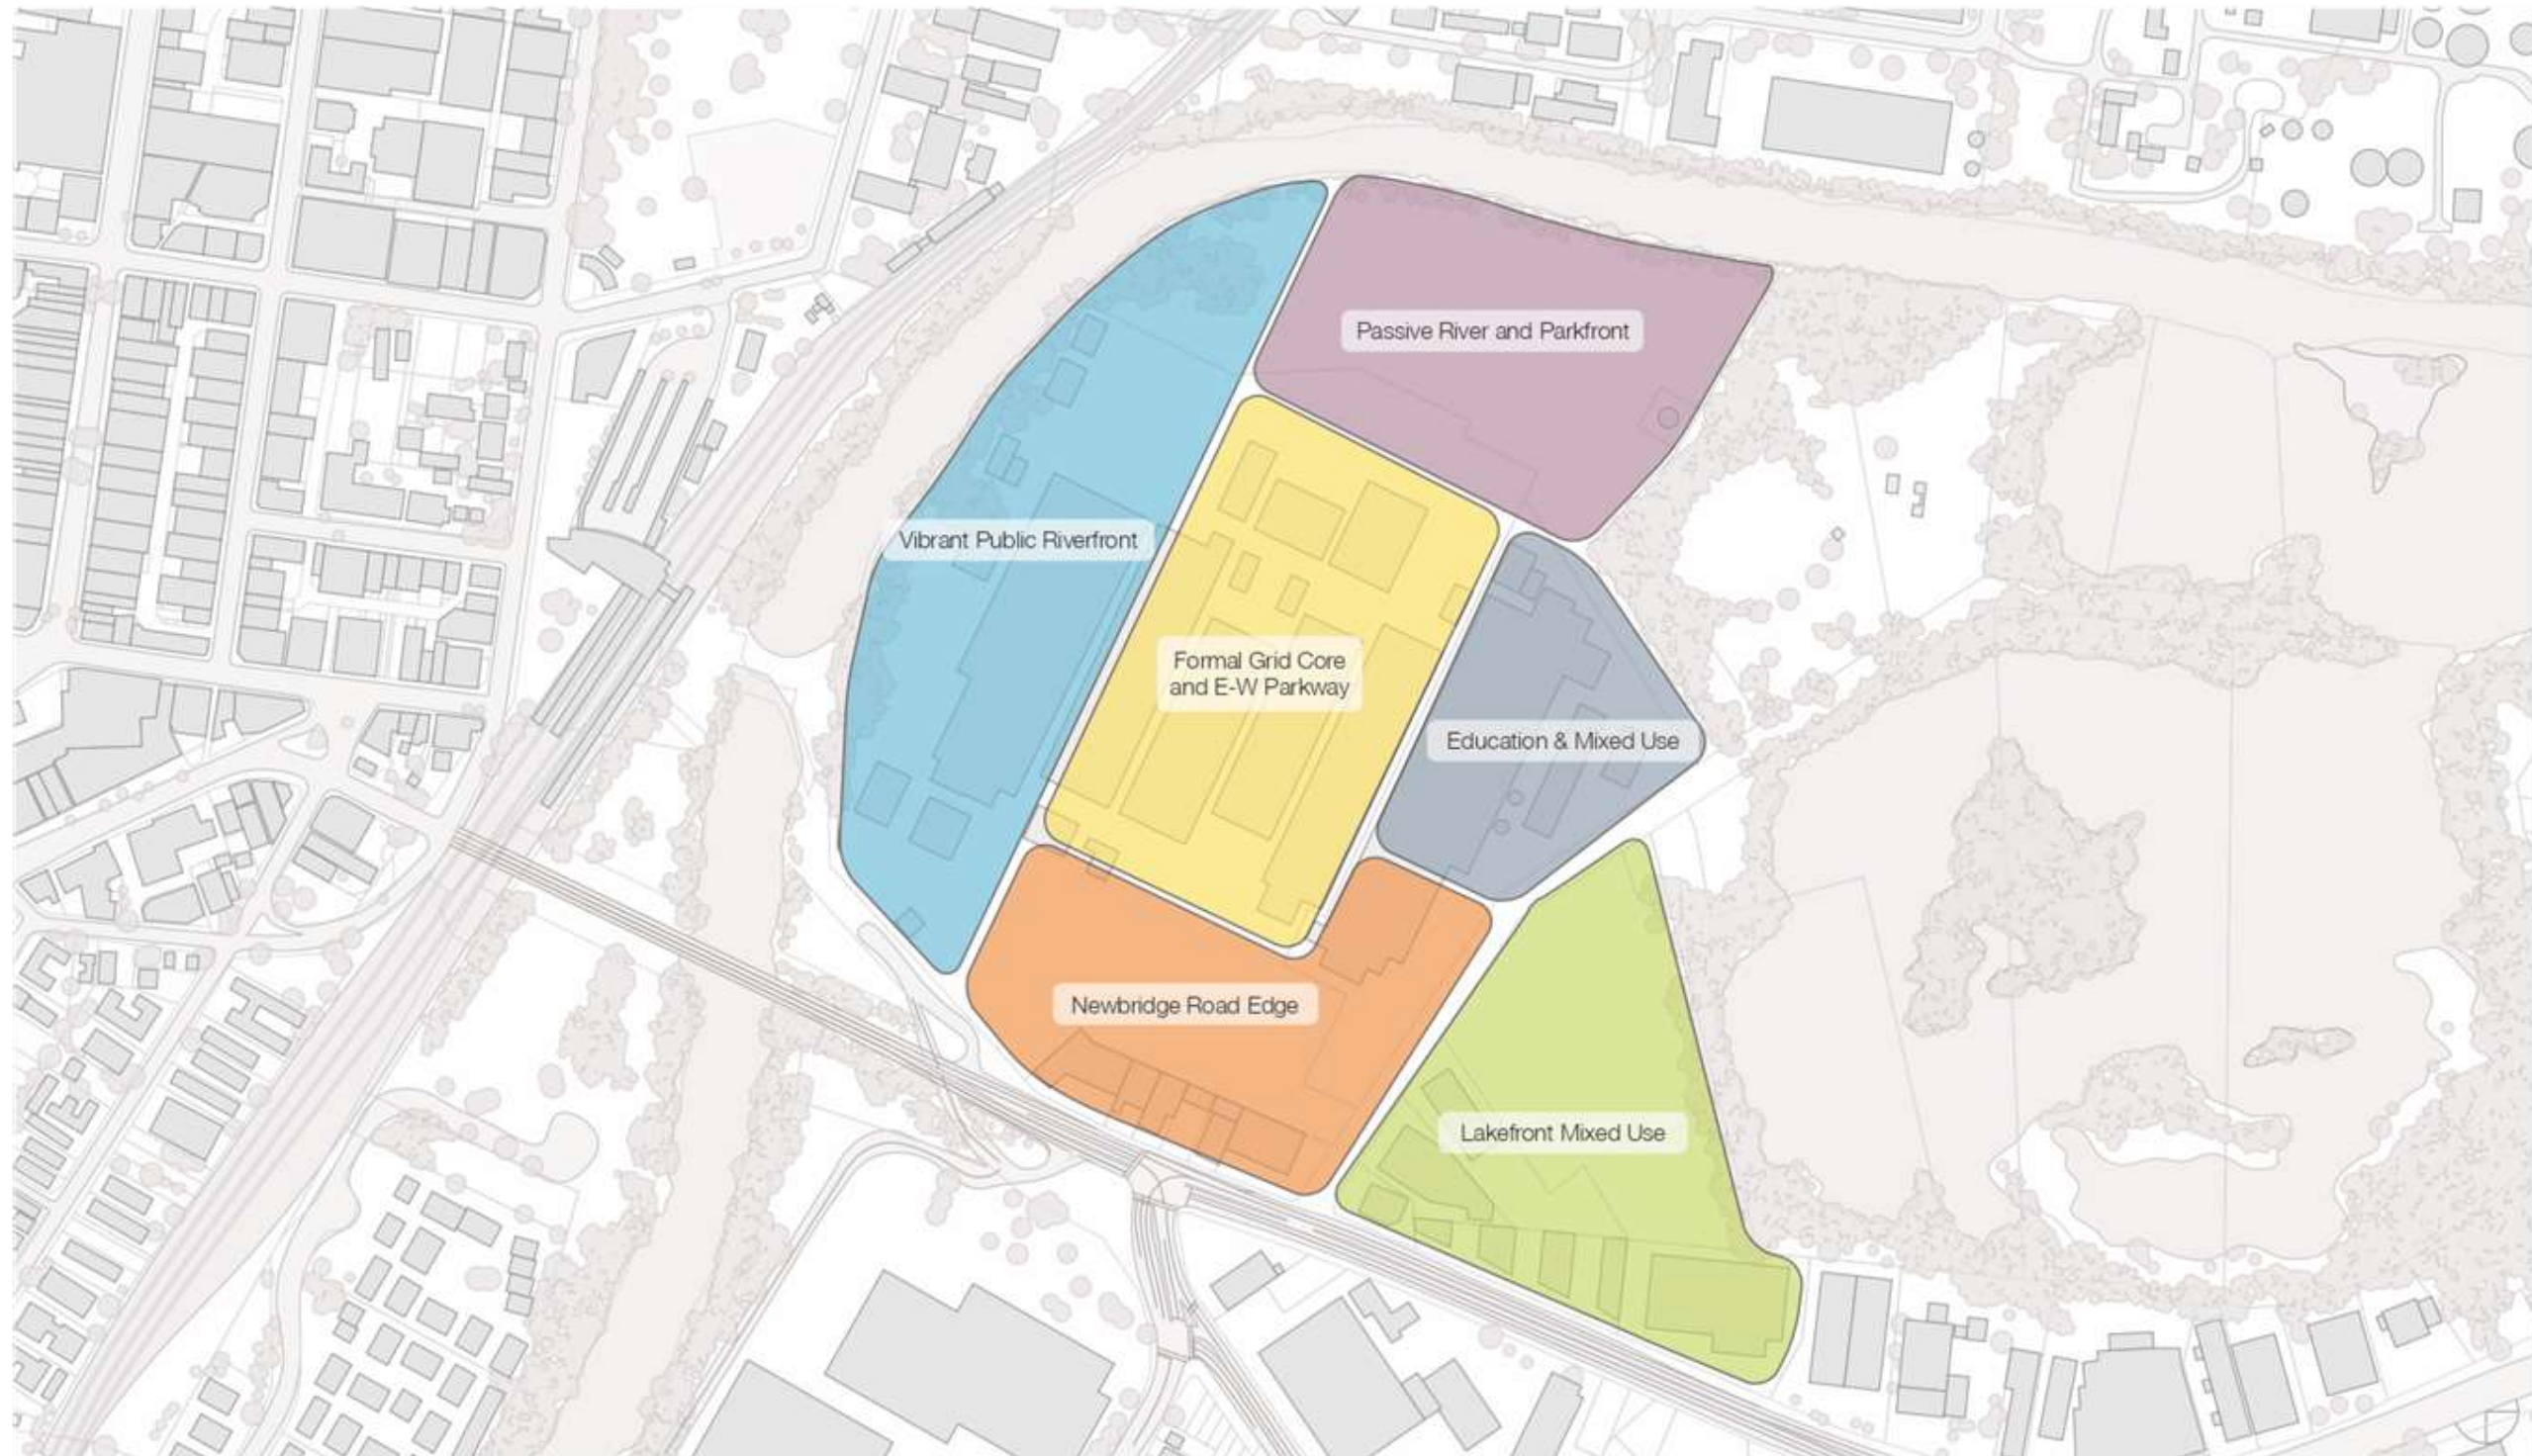 Passive River and Parkfront
Vibrant Public Riverfront
Formal Grid Core
and E-W Parkway
Education & Mixed Use
Newbridge Road Edge
Lakefront Mixed Use